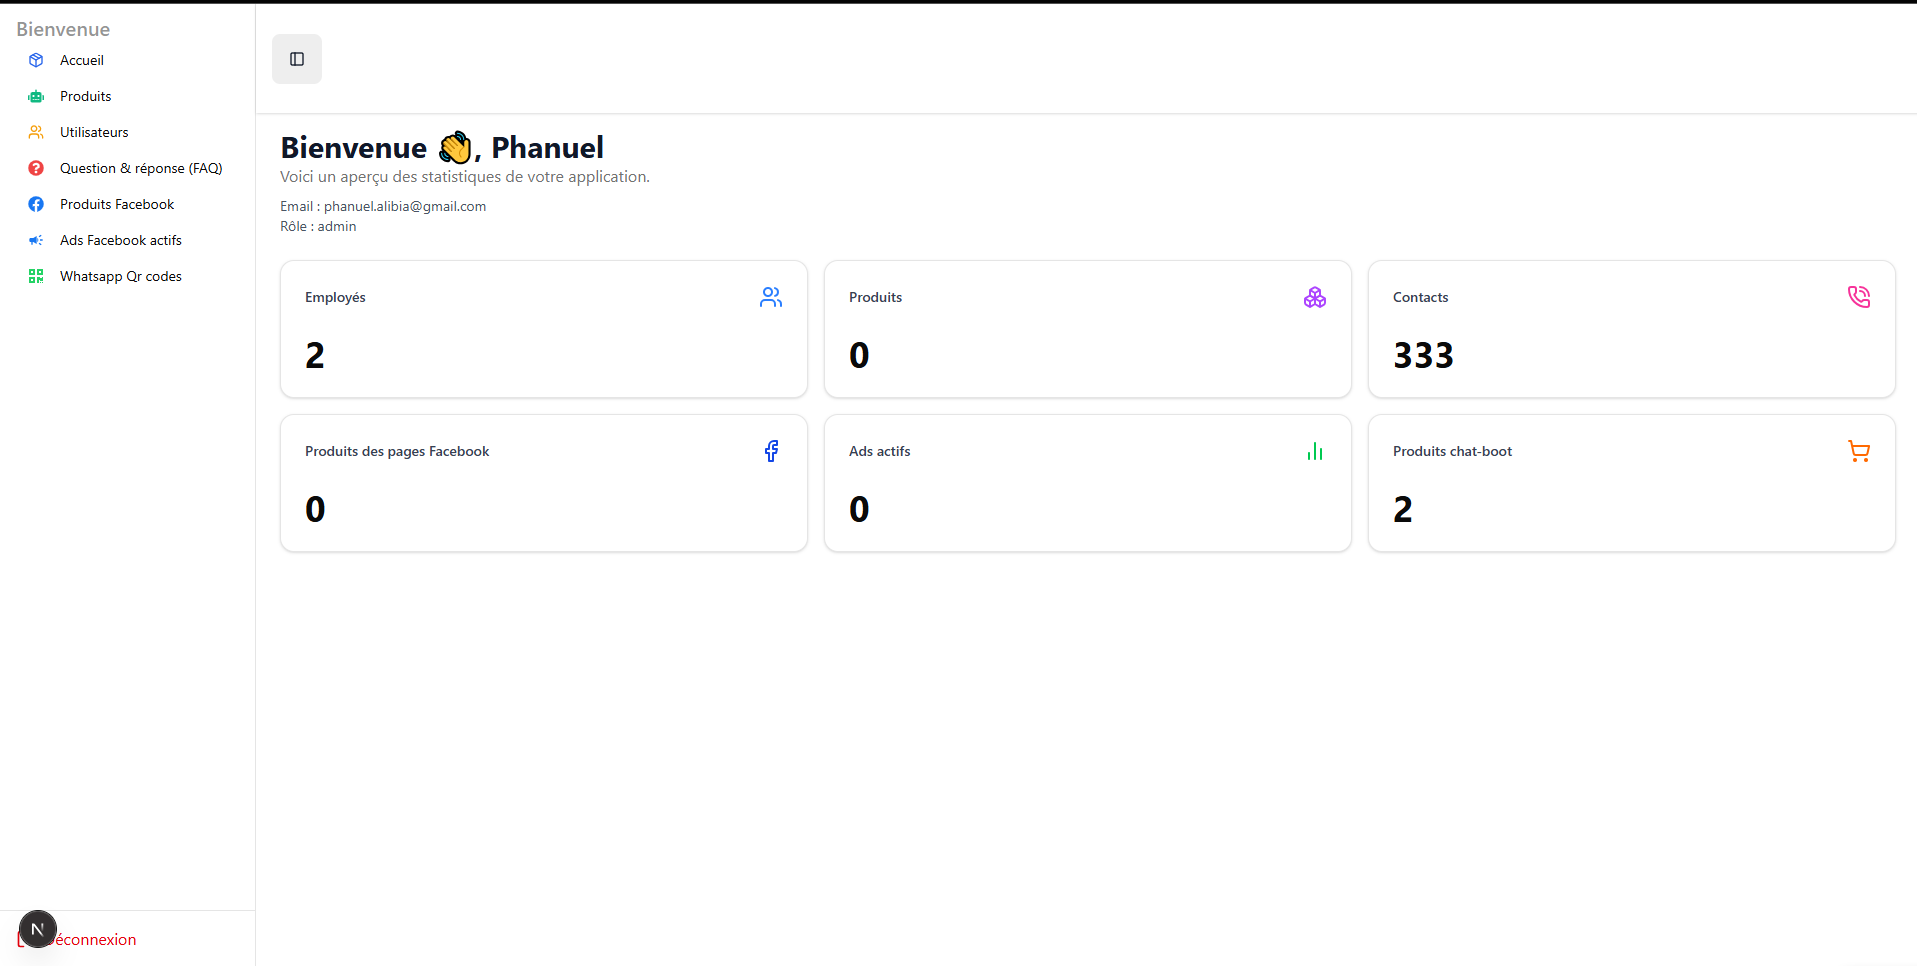 Bienvenue
Accueil
Produits
Utilisateurs
Question & réponse (FAQ)
Produits Facebook
Ads Facebook actifs
Whatsapp Qr codes
N
éconnexion
Bienvenue 👋, Phanuel
Voici un aperçu des statistiques de votre application.
Email : phanuel.alibia@gmail.com
Rôle : admin
Employés
2
Produits
0
Contacts
333
Produits des pages Facebook
0
Ads actifs
0
Produits chat-boot
2